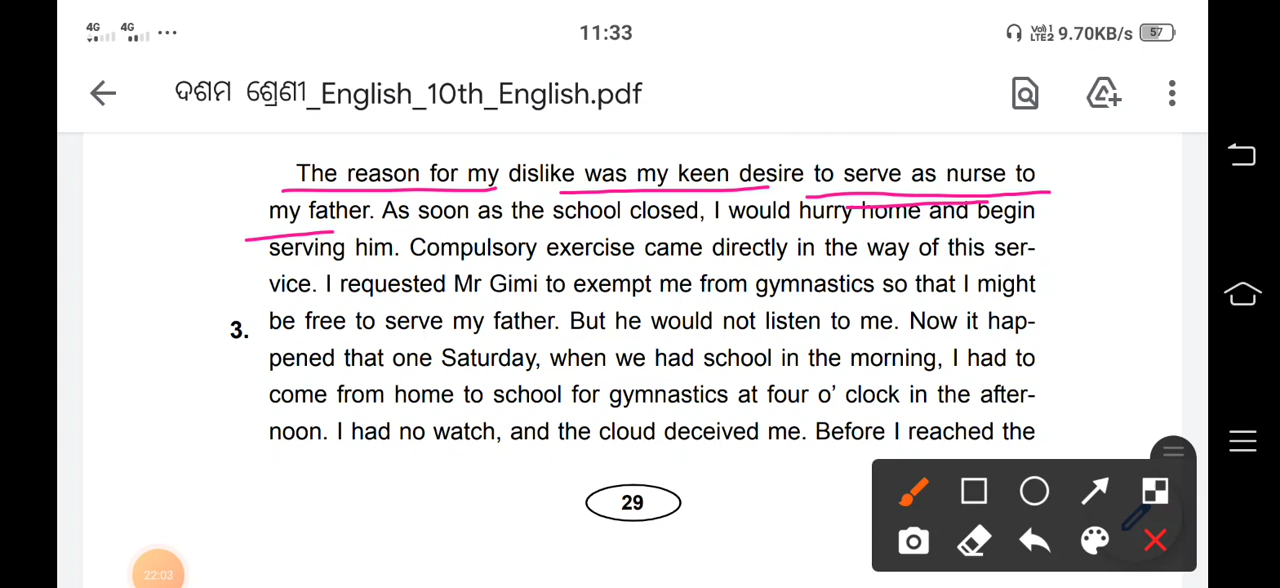 4G 4G ... 11:33 Vo) 1 LTE2 9.70KB/s 57
ଦଶମ ଶ୍ରେଣୀ_English_10th_English.pdf
The reason for my dislike was my keen desire to serve as nurse to
my father. As soon as the school closed, I would hurry home and begin
serving him. Compulsory exercise came directly in the way of this ser-
vice. I requested Mr Gimi to exempt me from gymnastics so that I might
3. be free to serve my father. But he would not listen to me. Now it hap-
pened that one Saturday, when we had school in the morning, I had to
come from home to school for gymnastics at four o' clock in the after-
noon. I had no watch, and the cloud deceived me. Before I reached the
29
22:03